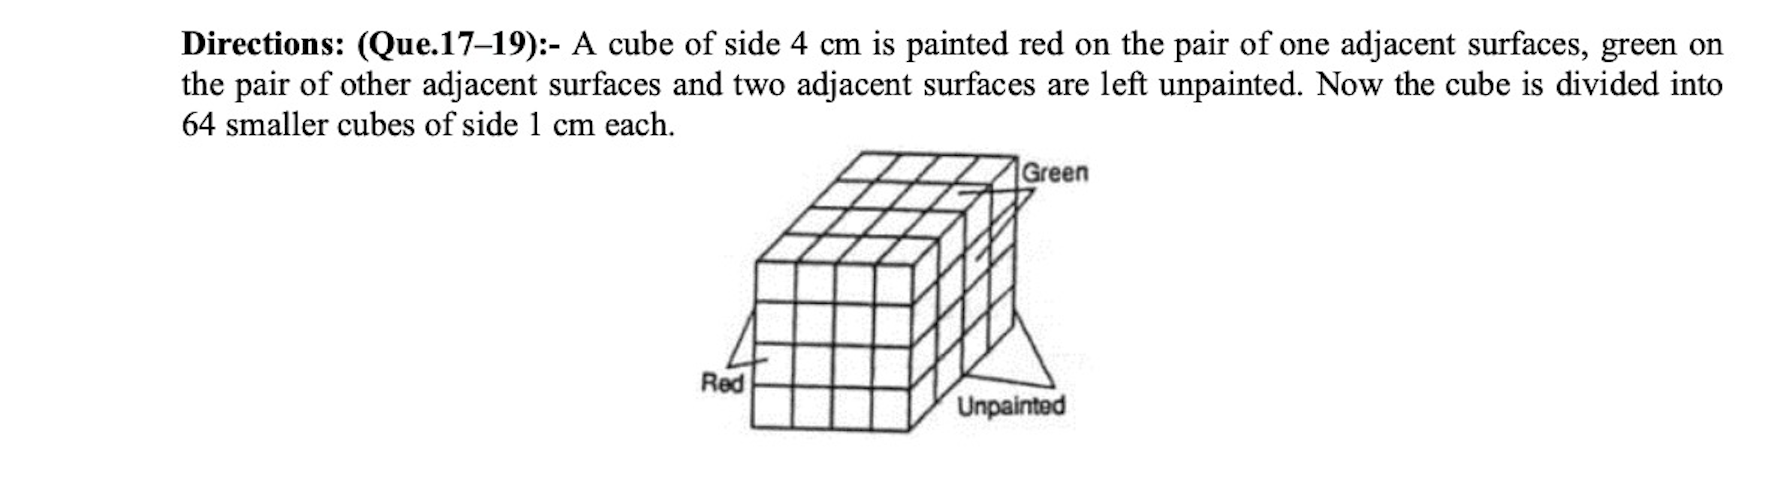 Directions: (Que.17–19):- A cube of side 4 cm is painted red on the pair of one adjacent surfaces, green on
the pair of other adjacent surfaces and two adjacent surfaces are left unpainted. Now the cube is divided into
64 smaller cubes of side 1 cm each.
Green
Red
Unpainted